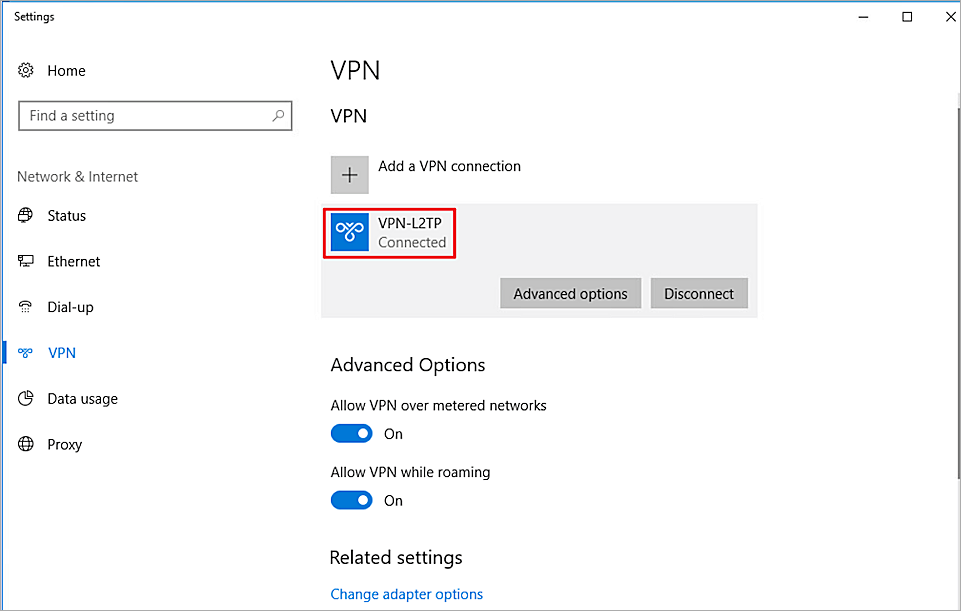 Settings
Home
Find a setting
Network & Internet
Status
Ethernet
Dial-up
VPN
Data usage
Proxy
VPN
VPN
Add a VPN connection
VPN-L2TP
Connected
Advanced options
Disconnect
Advanced Options
Allow VPN over metered networks
On
Allow VPN while roaming
On
Related settings
Change adapter options